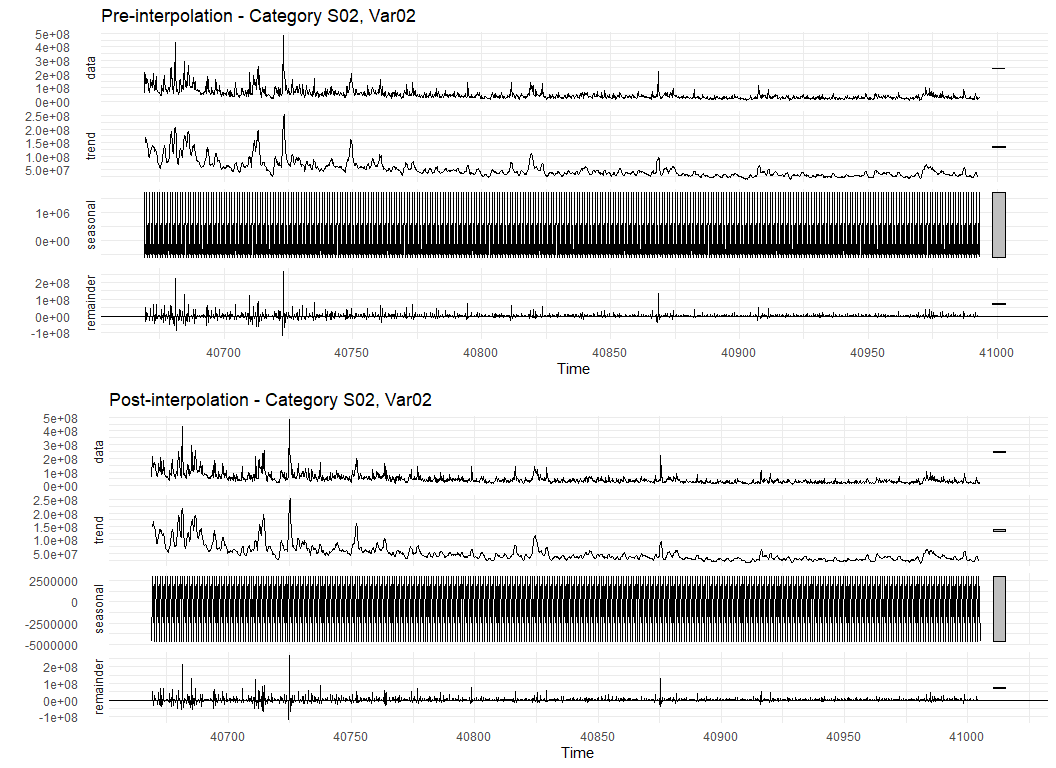 Pre-interpolation - Category S02, Var02
5e+08
4e+08
3e+08
2e+08
1e+08
0e+00
data
2.5e+08
2.0e+08
1.5e+08
1.0e+08
5.0e+07
trend
1e+06
0e+00
seasonal
2e+08
1e+08
0e+00
-1e+08
remainder
40700 40750 40800 40850 40900 40950 41000
Time
Post-interpolation - Category S02, Var02
5e+08
4e+08
3e+08
2e+08
1e+08
0e+00
data
2.5e+08
2.0e+08
1.5e+08
1.0e+08
5.0e+07
trend
2500000
0
-2500000
-5000000
seasonal
2e+08
1e+08
0e+00
-1e+08
remainder
40700 40750 40800 40850 40900 40950 41000
Time